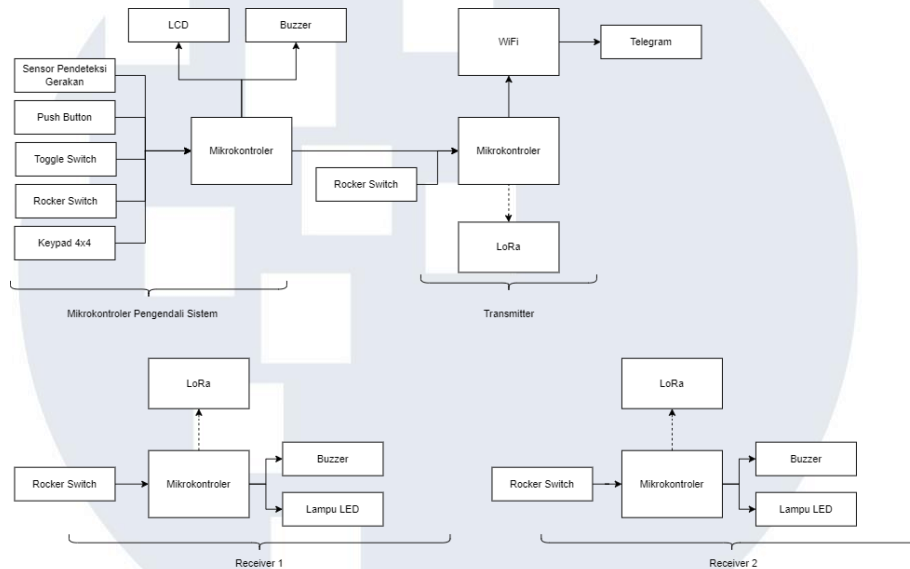 LCD
Buzzer
WiFi
Telegram
Sensor Pendeteksi
Gerakan
Push Button
Toggle Switch
Rocker Switch
Keypad 4x4
Mikrokontroler
Rocker Switch
Mikrokontroler
LoRa
Mikrokontroler Pengendali Sistem
Transmitter
LoRa
Rocker Switch
Mikrokontroler
Buzzer
Lampu LED
Receiver 1
LoRa
Rocker Switch
Mikrokontroler
Buzzer
Lampu LED
Receiver 2